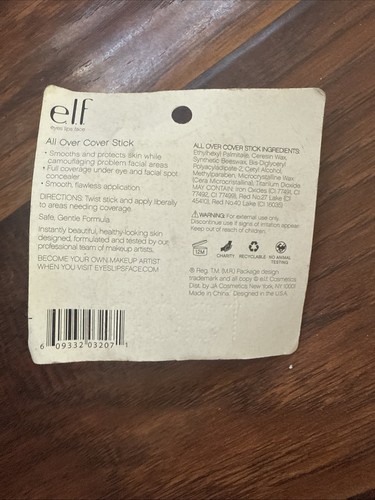 elf
eyes lips face
All Over Cover Stick
• Smooths and protects skin while
camouflaging problem facial areas
• Full coverage under eye and facial spot
concealer
• Smooth, flawless application
DIRECTIONS: Twist stick and apply liberally
to areas needing coverage.
Safe, Gentle Formula.
Instantly beautiful, healthy-looking skin
designed, formulated and tested by our
professional team of makeup artists.
BECOME YOUR OWN MAKEUP ARTIST
WHEN YOU VISIT EYESLIPSFACE.COM
6 09332 03207 1
ALL OVER COVER STICK INGREDIENTS:
Ethylhexyl Palmitate, Ceresin Wax,
Synthetic Beeswax, Bis-Diglyceryl
Polyacyladipate-2, Cetyl Alcohol,
Methylparaben, Microcrystalline Wax
(Cera Microcristallina), Titanium Dioxide
MAY CONTAIN: Iron Oxides (CI 77491, CI
77492, CI 77499), Red No.27 Lake (CI
45410), Red No.40 Lake (CI 16035)
WARNING: For external use only.
Discontinue use if signs of irritation appear.
Keep out of reach of children.
12M
CHARITY
RECYCLABLE
NO ANIMAL
TESTING
® Reg. TM, (M.R.) Package design
trademark and all copy © e.l.f. Cosmetics
Dist. by JA Cosmetics New York, NY 10001
Made in China. Designed in the U.S.A.